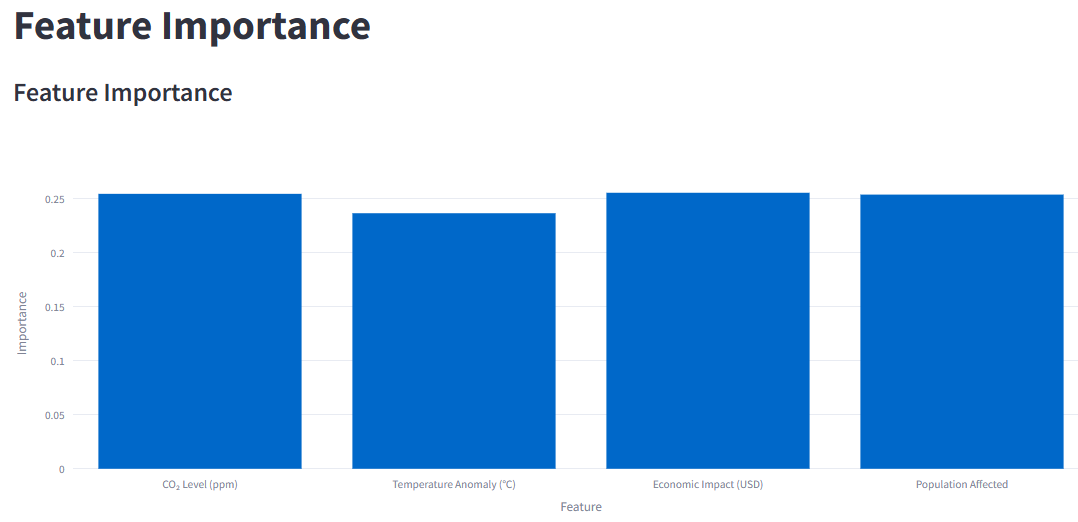 Feature Importance
Feature Importance
0.25
0.2
0.15
0.1
0.05
0
Importance
CO₂ Level (ppm)
Temperature Anomaly (°C)
Economic Impact (USD)
Population Affected
Feature